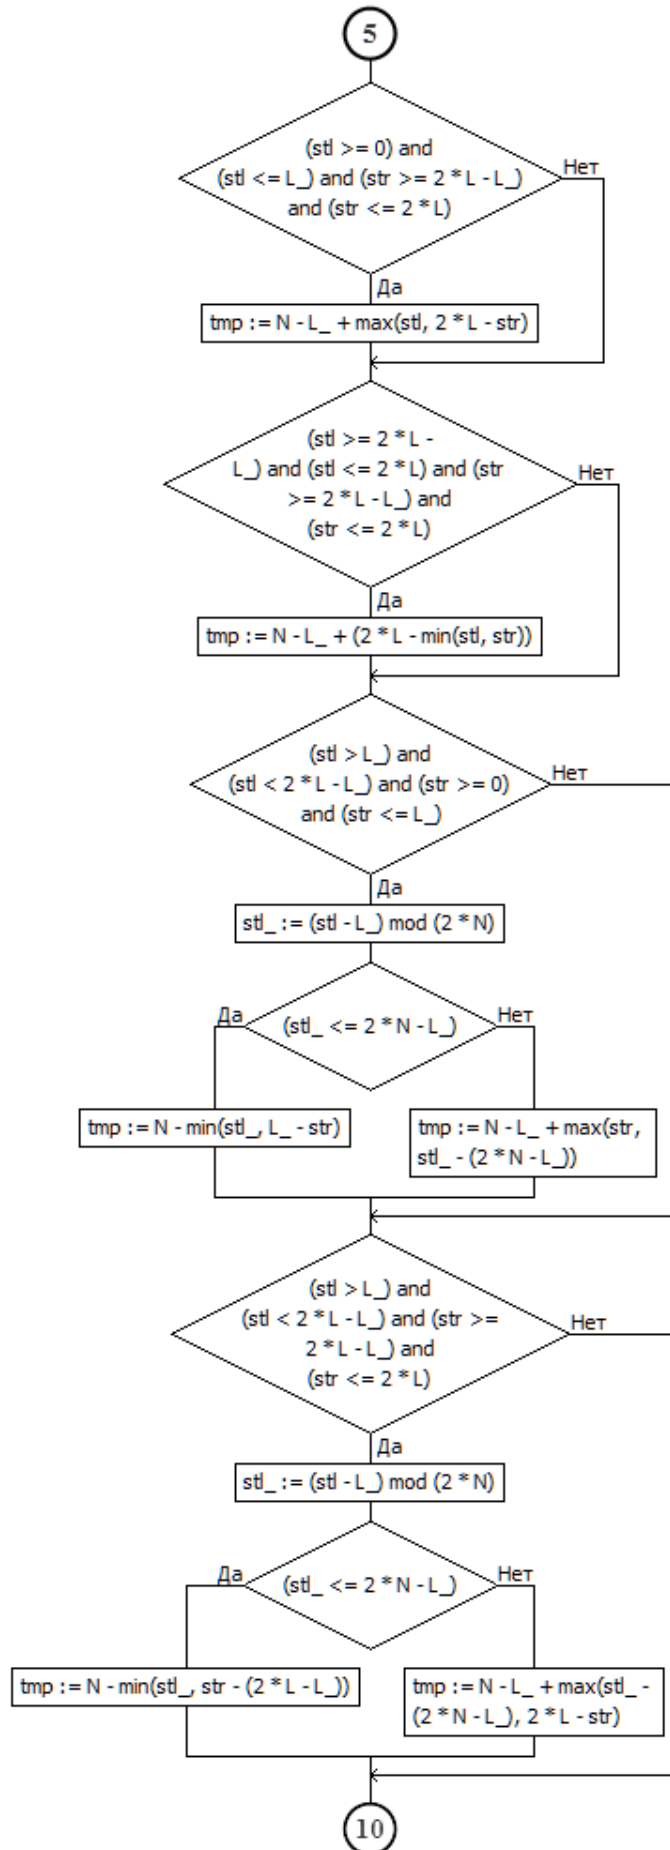 5
(stl >= 0) and
(stl <= L_) and (str >= 2 * L - L_)
and (str <= 2 * L)
Нет
Да
tmp := N - L_ + max(stl, 2 * L - str)
(stl >= 2 * L -
L_) and (stl <= 2 * L) and (str
>= 2 * L - L_) and
(str <= 2 * L)
Нет
Да
tmp := N - L_ + (2 * L - min(stl, str))
(stl > L_) and
(stl < 2 * L - L_) and (str >= 0)
and (str <= L_)
Нет
Да
stl_ := (stl - L_) mod (2 * N)
Да
(stl_ <= 2 * N - L_)
Нет
tmp := N - min(stl_, L_ - str)
tmp := N - L_ + max(str,
stl_ - (2 * N - L_))
(stl > L_) and
(stl < 2 * L - L_) and (str >=
2 * L - L_) and
(str <= 2 * L)
Нет
Да
stl_ := (stl - L_) mod (2 * N)
Да
(stl_ <= 2 * N - L_)
Нет
tmp := N - min(stl_, str - (2 * L - L_))
tmp := N - L_ + max(stl_ -
(2 * N - L_), 2 * L - str)
10